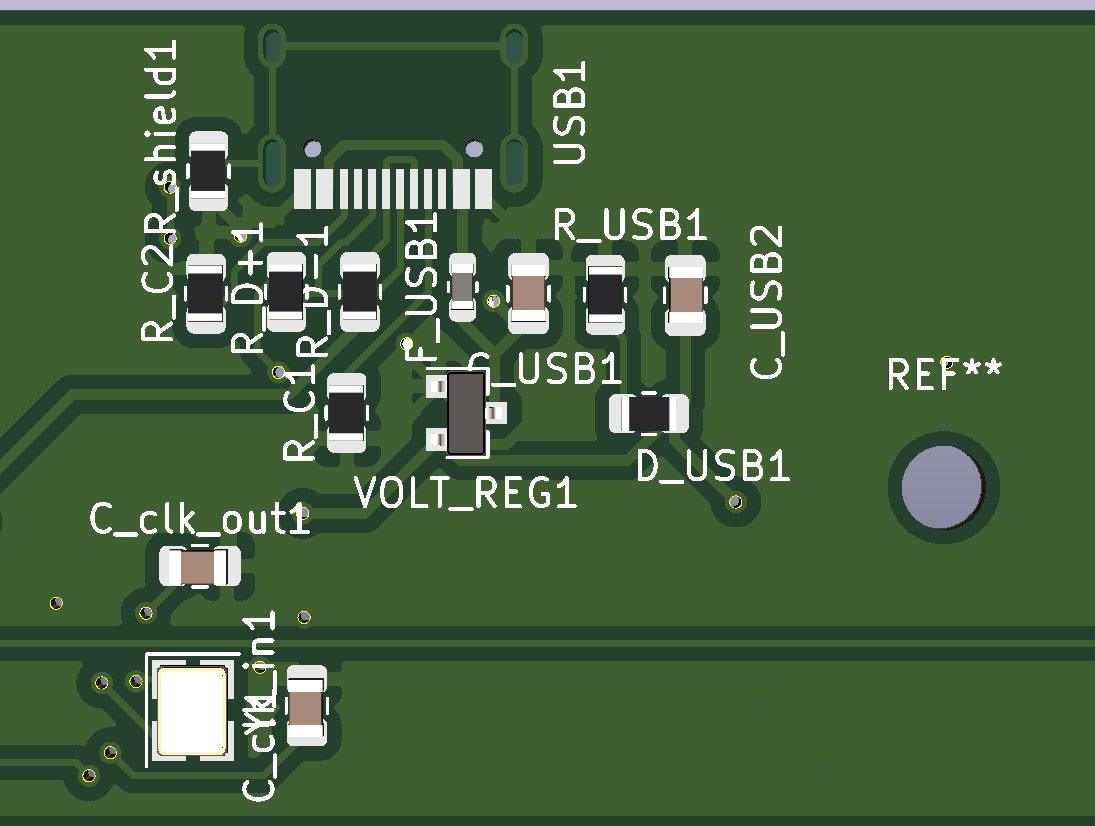 R_shield1
USB1
R_C2
R_D+1
R_D-1
F_USB1
R_USB1
C_USB2
C_USB1
REF**
R_C1
D_USB1
VOLT_REG1
C_clk_out1
C_clk_in1
Y1